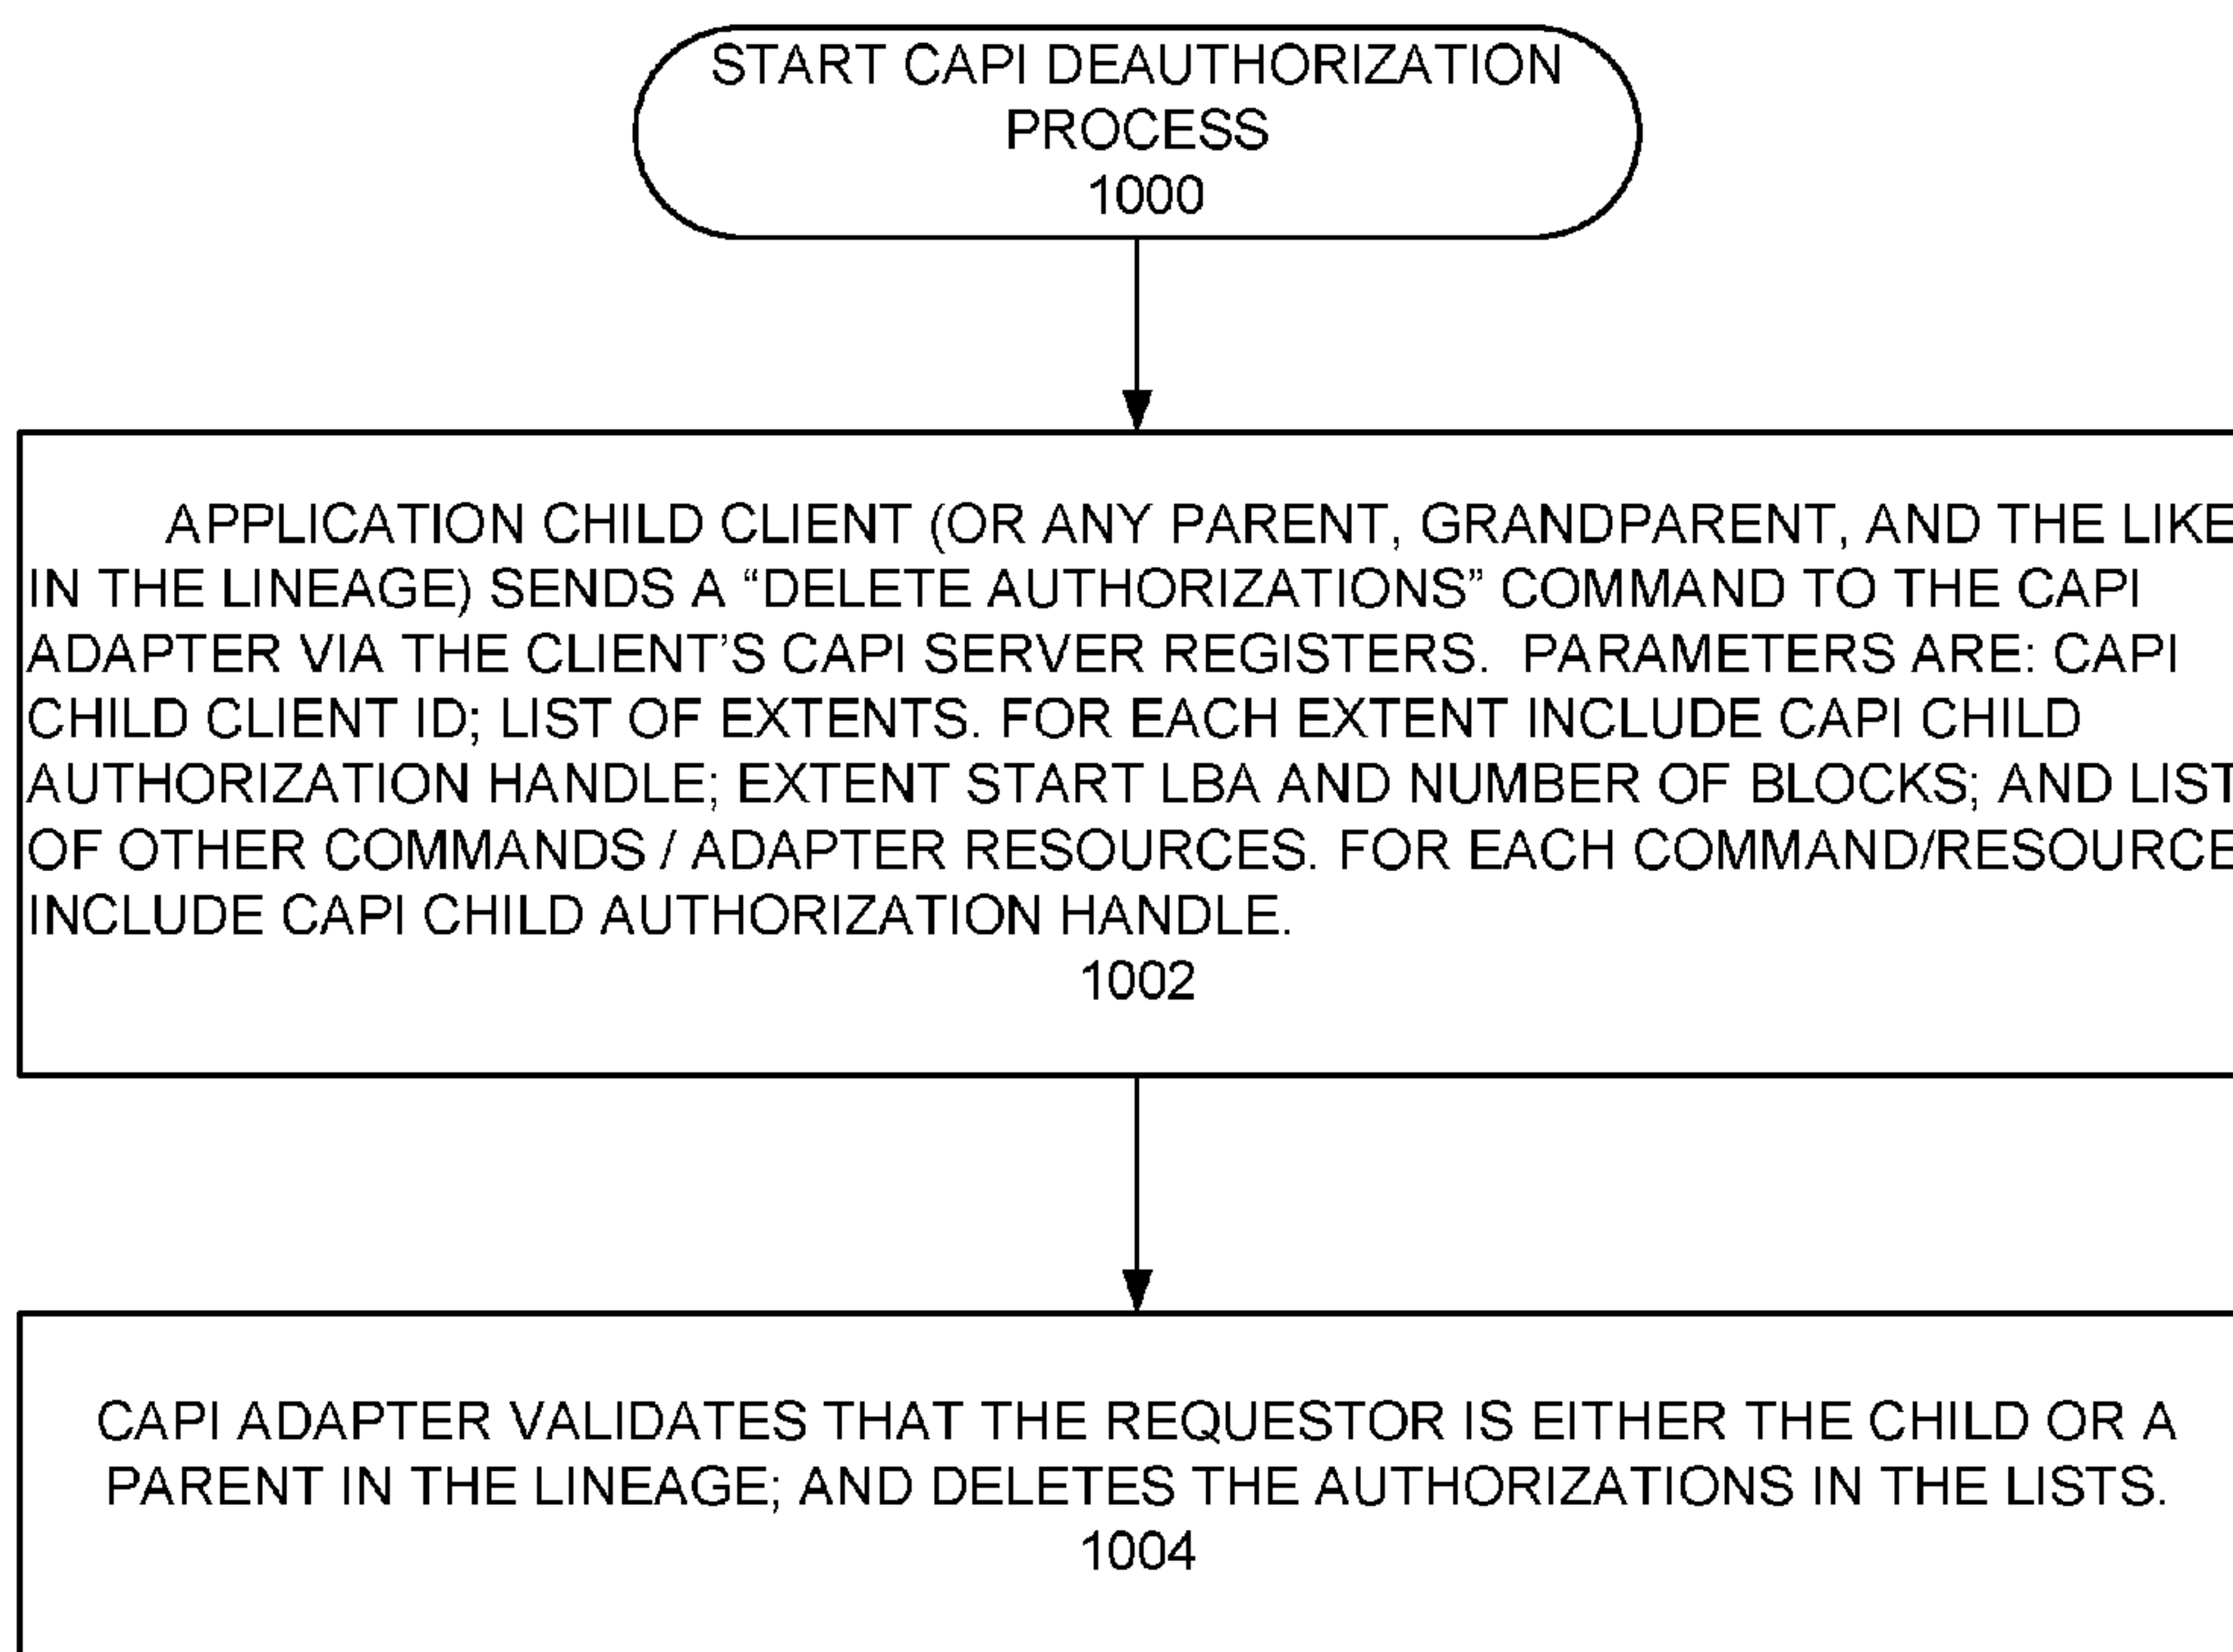 START CAPI DEAUTHORIZATION
PROCESS
1000
APPLICATION CHILD CLIENT (OR ANY PARENT, GRANDPARENT, AND THE LIKE
IN THE LINEAGE) SENDS A “DELETE AUTHORIZATIONS” COMMAND TO THE CAPI
ADAPTER VIA THE CLIENT’S CAPI SERVER REGISTERS. PARAMETERS ARE: CAPI
CHILD CLIENT ID; LIST OF EXTENTS. FOR EACH EXTENT INCLUDE CAPI CHILD
AUTHORIZATION HANDLE; EXTENT START LBA AND NUMBER OF BLOCKS; AND LIST
OF OTHER COMMANDS / ADAPTER RESOURCES. FOR EACH COMMAND/RESOURCE
INCLUDE CAPI CHILD AUTHORIZATION HANDLE.
1002
CAPI ADAPTER VALIDATES THAT THE REQUESTOR IS EITHER THE CHILD OR A
PARENT IN THE LINEAGE; AND DELETES THE AUTHORIZATIONS IN THE LISTS.
1004